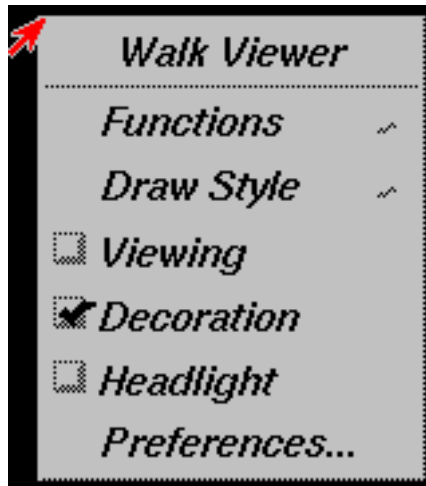 Walk Viewer
Functions
Draw Style
Viewing
Decoration
Headlight
Preferences...